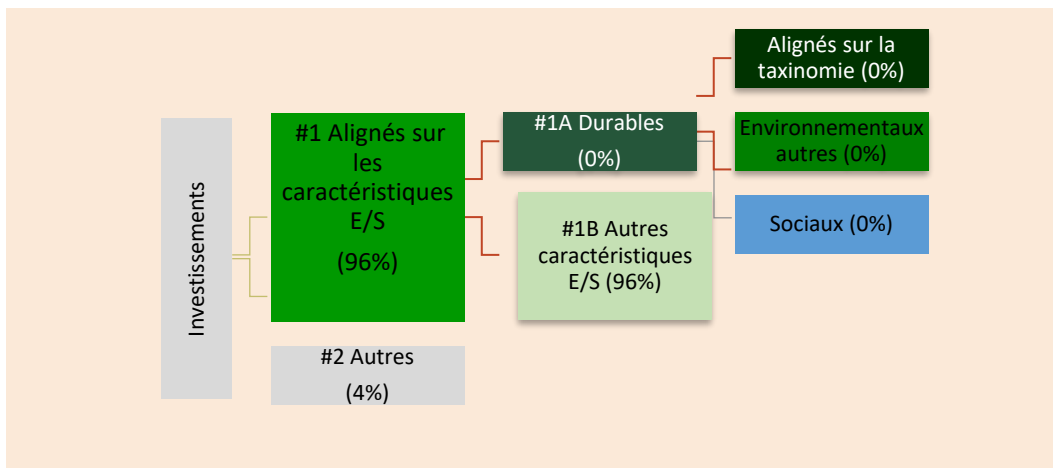 Investissements
#1 Alignés sur
les
caractéristiques
E/S
(96%)
#2 Autres
(4%)
#1A Durables
(0%)
#1B Autres
caractéristiques
E/S (96%)
Alignés sur la
taxinomie (0%)
Environnementaux
autres (0%)
Sociaux (0%)